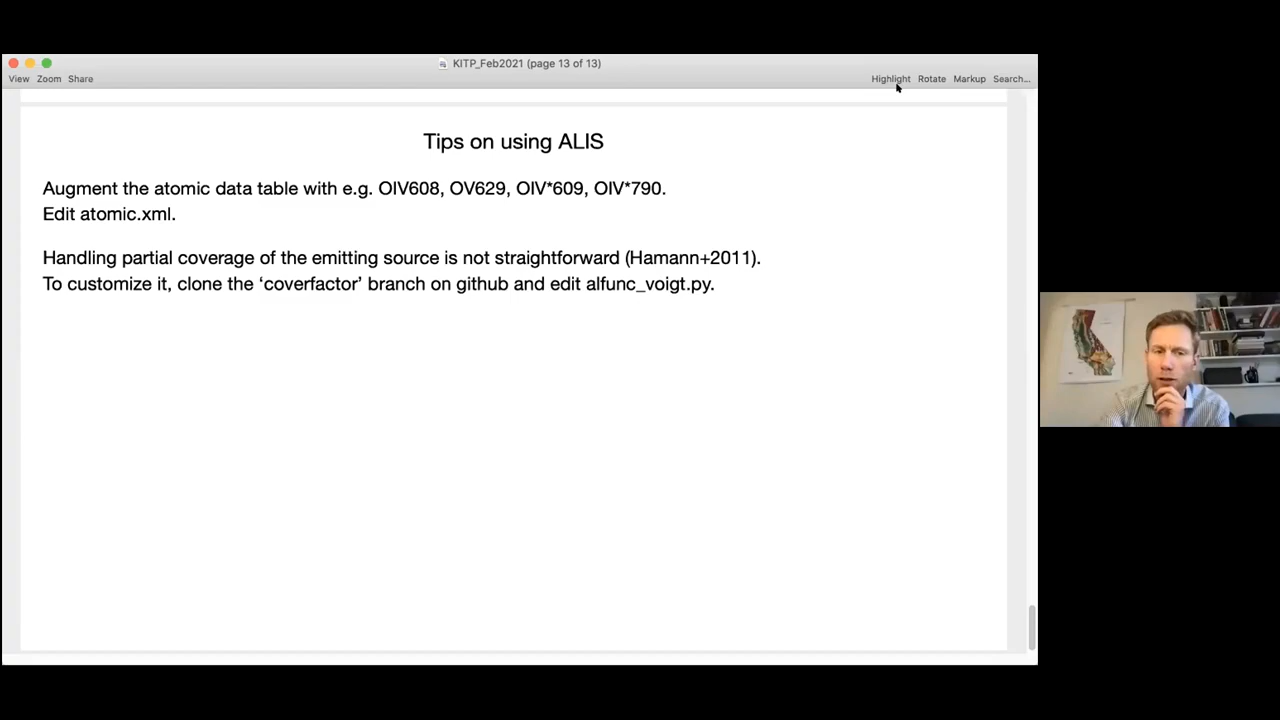 KITP_Feb2021 (page 13 of 13)
View Zoom Share
Highlight Rotate Markup Search...
Tips on using ALIS
Augment the atomic data table with e.g. OIV608, OV629, OIV*609, OIV*790.
Edit atomic.xml.
Handling partial coverage of the emitting source is not straightforward (Hamann+2011).
To customize it, clone the ‘coverfactor’ branch on github and edit alfunc_voigt.py.